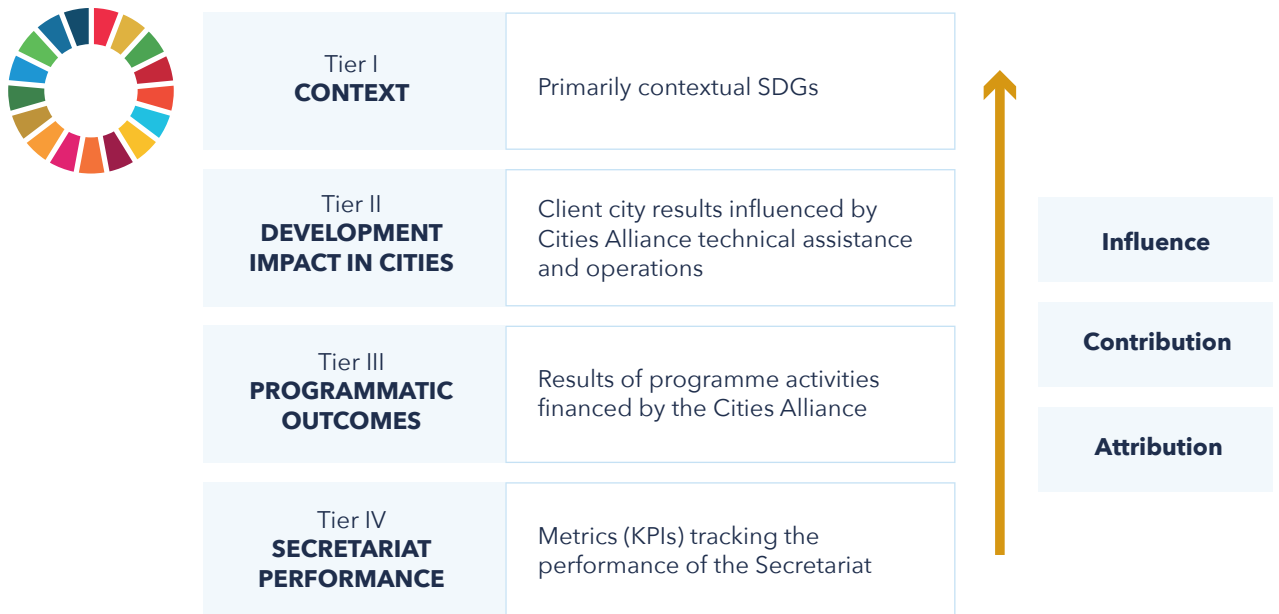 Tier I
CONTEXT
Primarily contextual SDGs
Tier II
DEVELOPMENT
IMPACT IN CITIES
Client city results influenced by
Cities Alliance technical assistance
and operations
Tier III
PROGRAMMATIC
OUTCOMES
Results of programme activities
financed by the Cities Alliance
Tier IV
SECRETARIAT
PERFORMANCE
Metrics (KPIs) tracking the
performance of the Secretariat
Influence
Contribution
Attribution